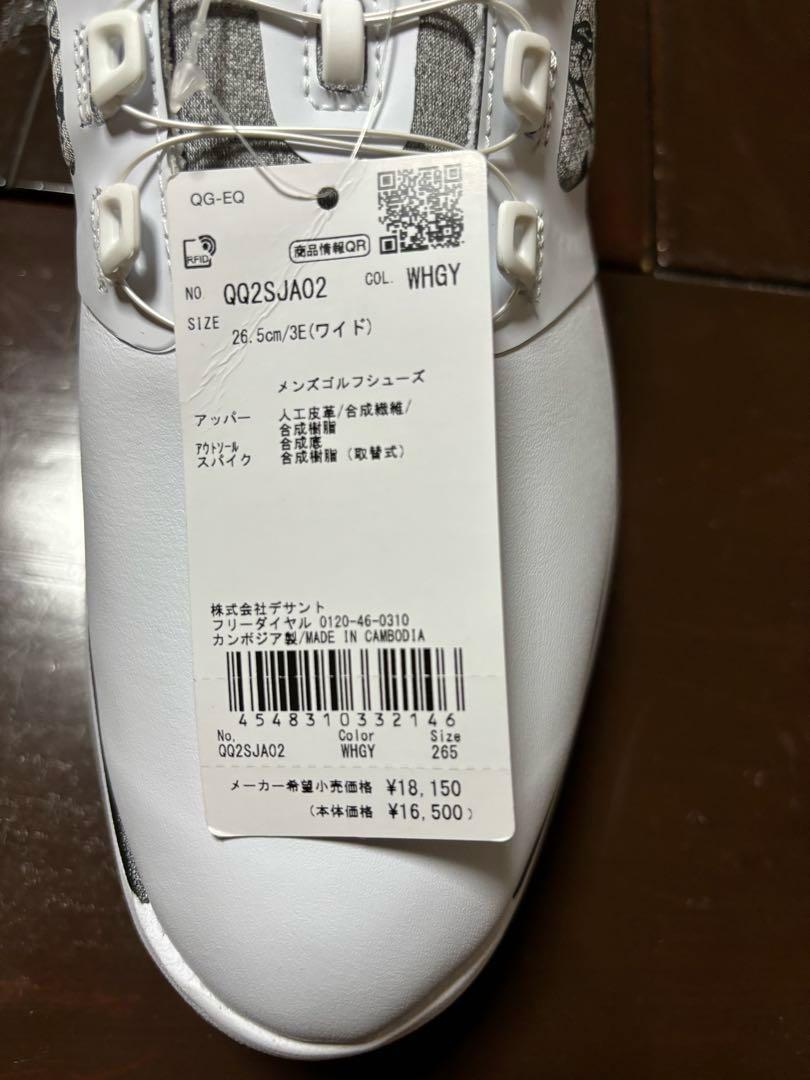 QG-EQ
RFID
商品情報QR
NO. QQ2SJA02 COL. WHGY
SIZE 26.5cm/3E(ワイド)
メンズゴルフシューズ
アッパー 人工皮革/合成繊維/
合成樹脂
アウトソール 合成底
スパイク 合成樹脂（取替式）
株式会社デサント
フリーダイヤル 0120-46-0310
カンボジア製/MADE IN CAMBODIA
4548310332146
No. Color Size
QQ2SJA02 WHGY 265
メーカー希望小売価格 ¥18,150
(本体価格 ¥16,500)